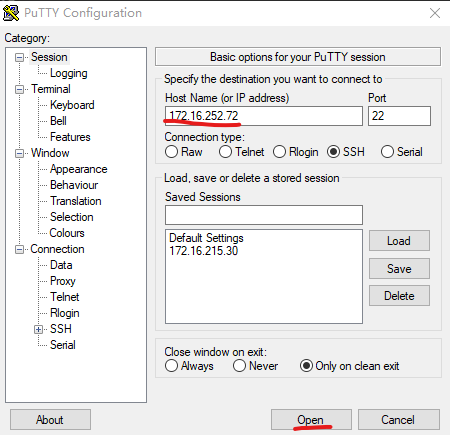 PuTTY Configuration
Category:
Session
Logging
Terminal
Keyboard
Bell
Features
Window
Appearance
Behaviour
Translation
Selection
Colours
Connection
Data
Proxy
Telnet
Rlogin
SSH
Serial
Basic options for your PuTTY session
Specify the destination you want to connect to
Host Name (or IP address) Port
172.16.252.72 22
Connection type:
Raw Telnet Rlogin SSH Serial
Load, save or delete a stored session
Saved Sessions
Default Settings
172.16.215.30
Load
Save
Delete
Close window on exit:
Always Never Only on clean exit
About Open Cancel